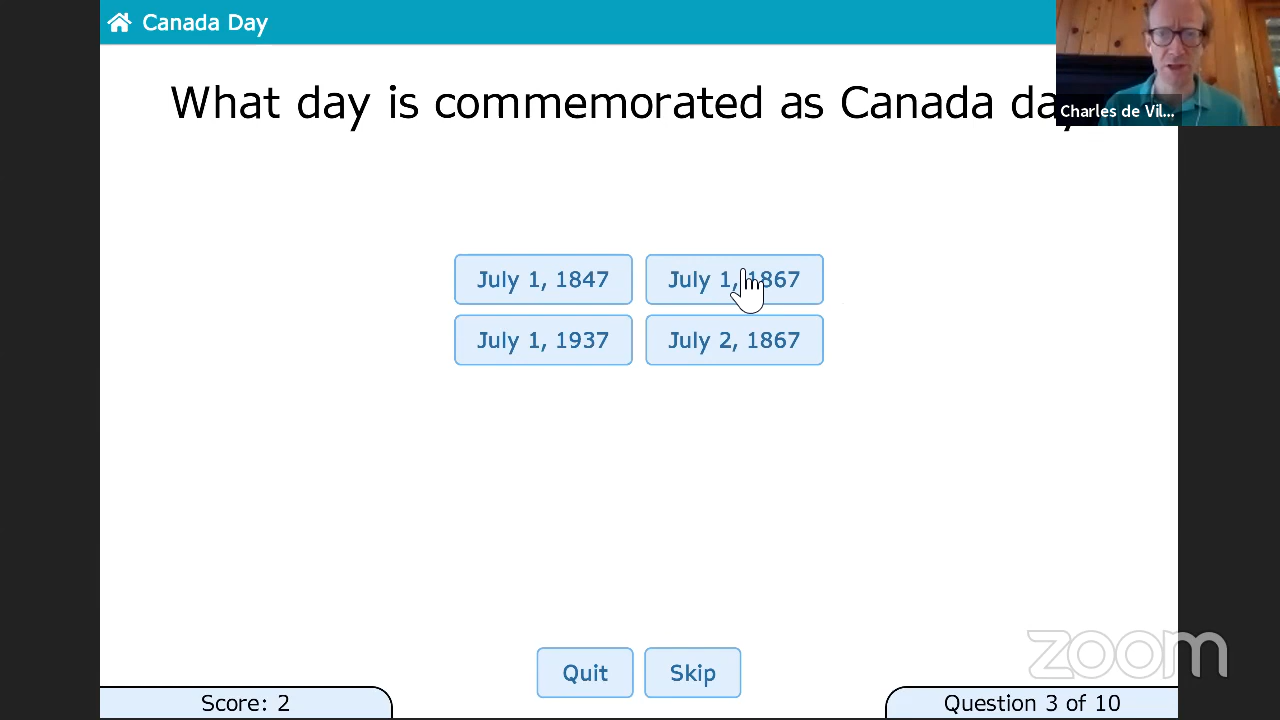 Canada Day
What day is commemorated as Canada day
Charles de Vil...
July 1, 1847
July 1, 1867
July 1, 1937
July 2, 1867
Quit
Skip
zoom
Score: 2
Question 3 of 10